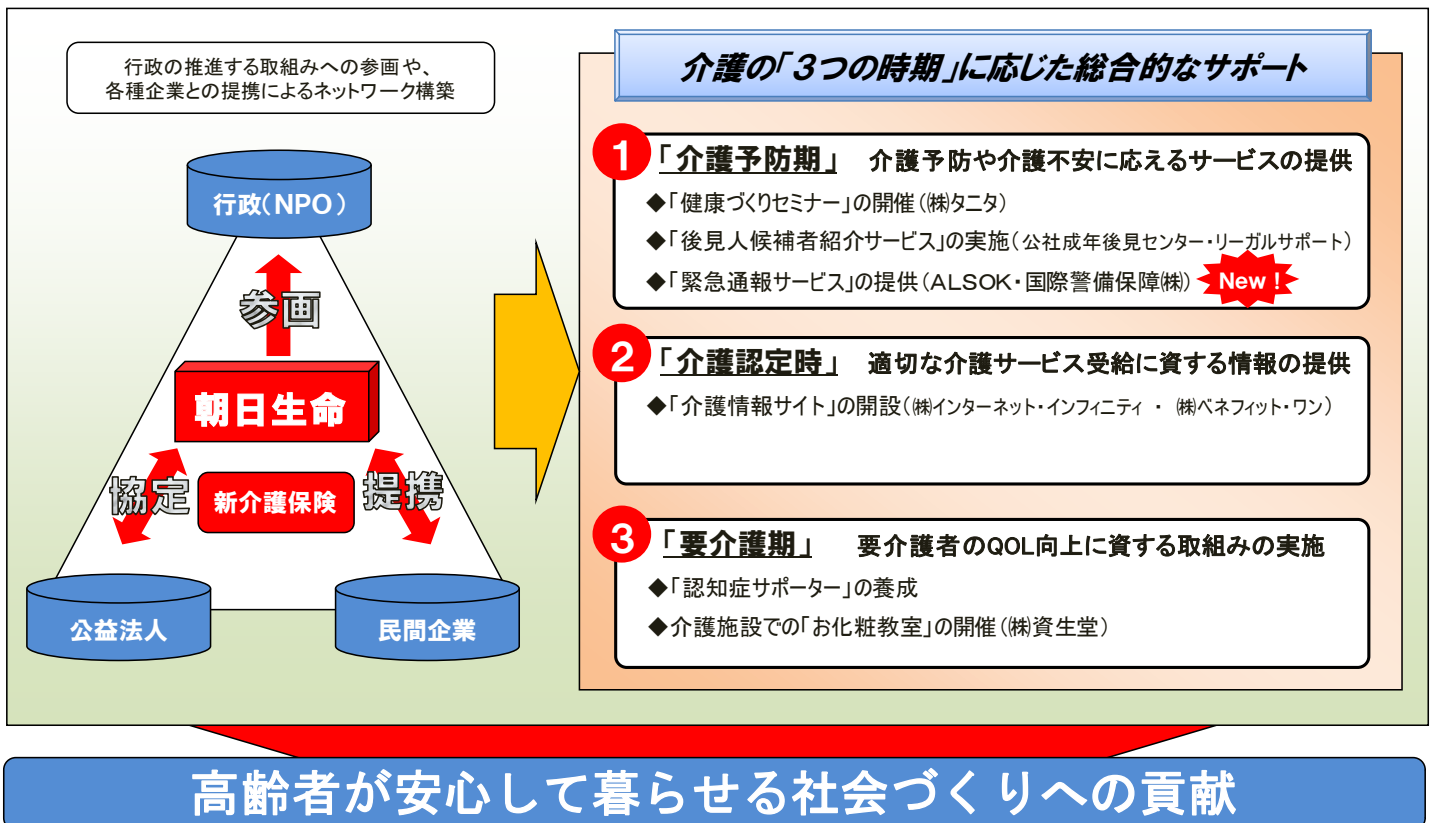 行政の推進する取組みへの参画や、
各種企業との提携によるネットワーク構築
行政(NPO)
参画
朝日生命
協定
新介護保険
提携
公益法人
民間企業
介護の「3つの時期」に応じた総合的なサポート
1 「介護予防期」 介護予防や介護不安に応えるサービスの提供
◆「健康づくりセミナー」の開催(㈱タニタ)
◆「後見人候補者紹介サービス」の実施(公社成年後見センター・リーガルサポート)
◆「緊急通報サービス」の提供(ALSOK・国際警備保障㈱) New!
2 「介護認定時」 適切な介護サービス受給に資する情報の提供
◆「介護情報サイト」の開設(㈱インターネット・インフィニティ ・ ㈱ベネフィット・ワン)
3 「要介護期」 要介護者のQOL向上に資する取組みの実施
◆「認知症サポーター」の養成
◆介護施設での「お化粧教室」の開催(㈱資生堂)
高齢者が安心して暮らせる社会づくりへの貢献